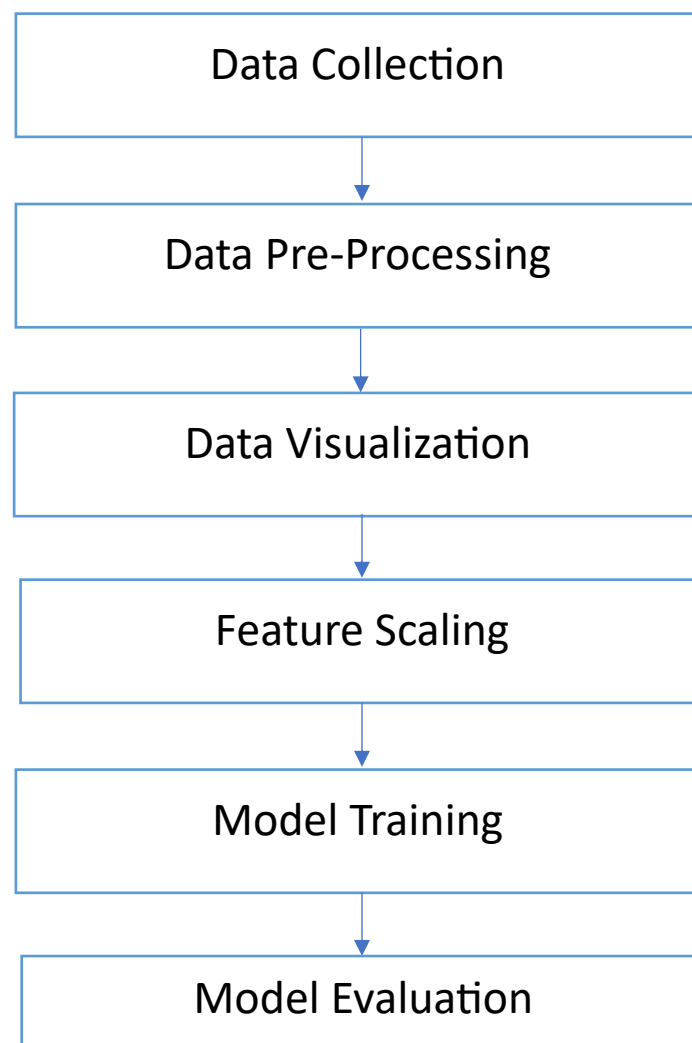 Data Collection
Data Pre-Processing
Data Visualization
Feature Scaling
Model Training
Model Evaluation